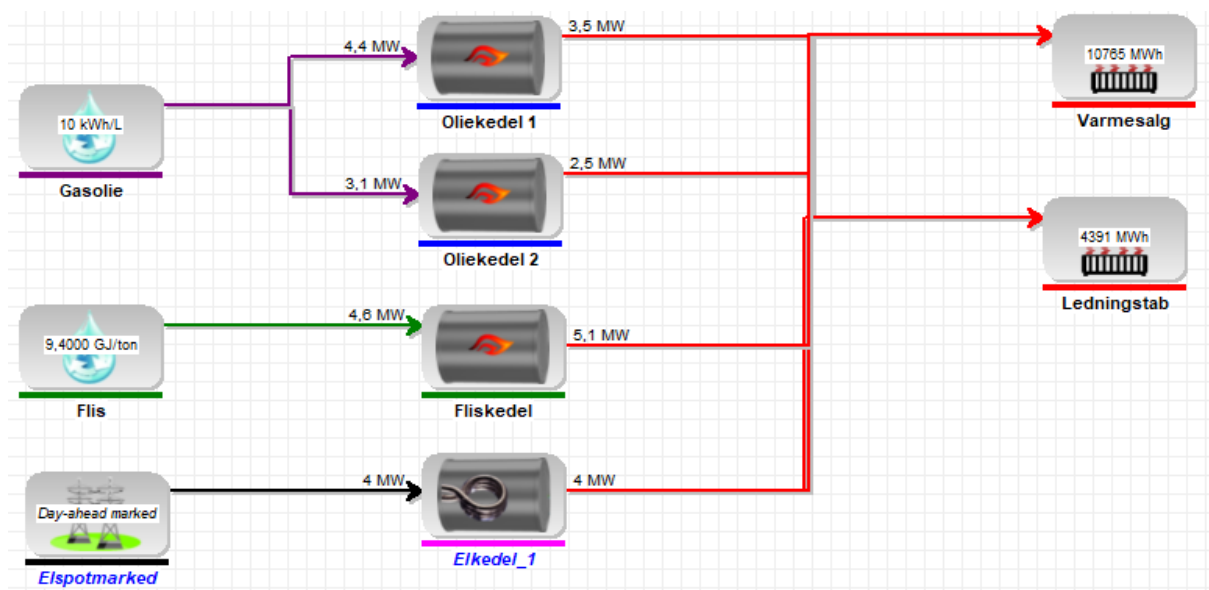 3,5 MW
4,4 MW
10765 MWh
Oliekedel 1
Varmesalg
10 kWh/L
Gasolie
2,5 MW
3,1 MW
4391 MWh
Oliekedel 2
Ledningstab
4,6 MW
5,1 MW
9,4000 GJ/ton
Flis
Fliskedel
4 MW
4 MW
Day-ahead marked
Elkedel_1
Elspotmarked